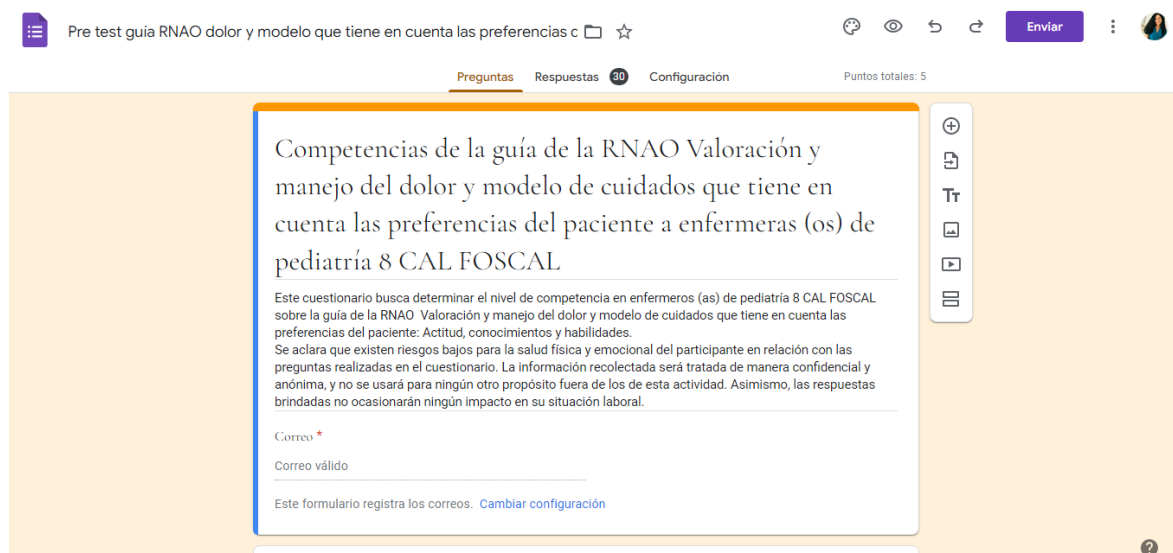 Pre test guía RNAO dolor y modelo que tiene en cuenta las preferencias c
Enviar
Preguntas Respuestas 30 Configuración Puntos totales: 5
Competencias de la guía de la RNAO Valoración y
manejo del dolor y modelo de cuidados que tiene en
cuenta las preferencias del paciente a enfermeras (os) de
pediatría 8 CAL FOSCAL
Este cuestionario busca determinar el nivel de competencia en enfermeros (as) de pediatría 8 CAL FOSCAL
sobre la guía de la RNAO Valoración y manejo del dolor y modelo de cuidados que tiene en cuenta las
preferencias del paciente: Actitud, conocimientos y habilidades.
Se aclara que existen riesgos bajos para la salud física y emocional del participante en relación con las
preguntas realizadas en el cuestionario. La información recolectada será tratada de manera confidencial y
anónima, y no se usará para ningún otro propósito fuera de los de esta actividad. Asimismo, las respuestas
brindadas no ocasionarán ningún impacto en su situación laboral.
Correo *
Correo válido
Este formulario registra los correos. Cambiar configuración